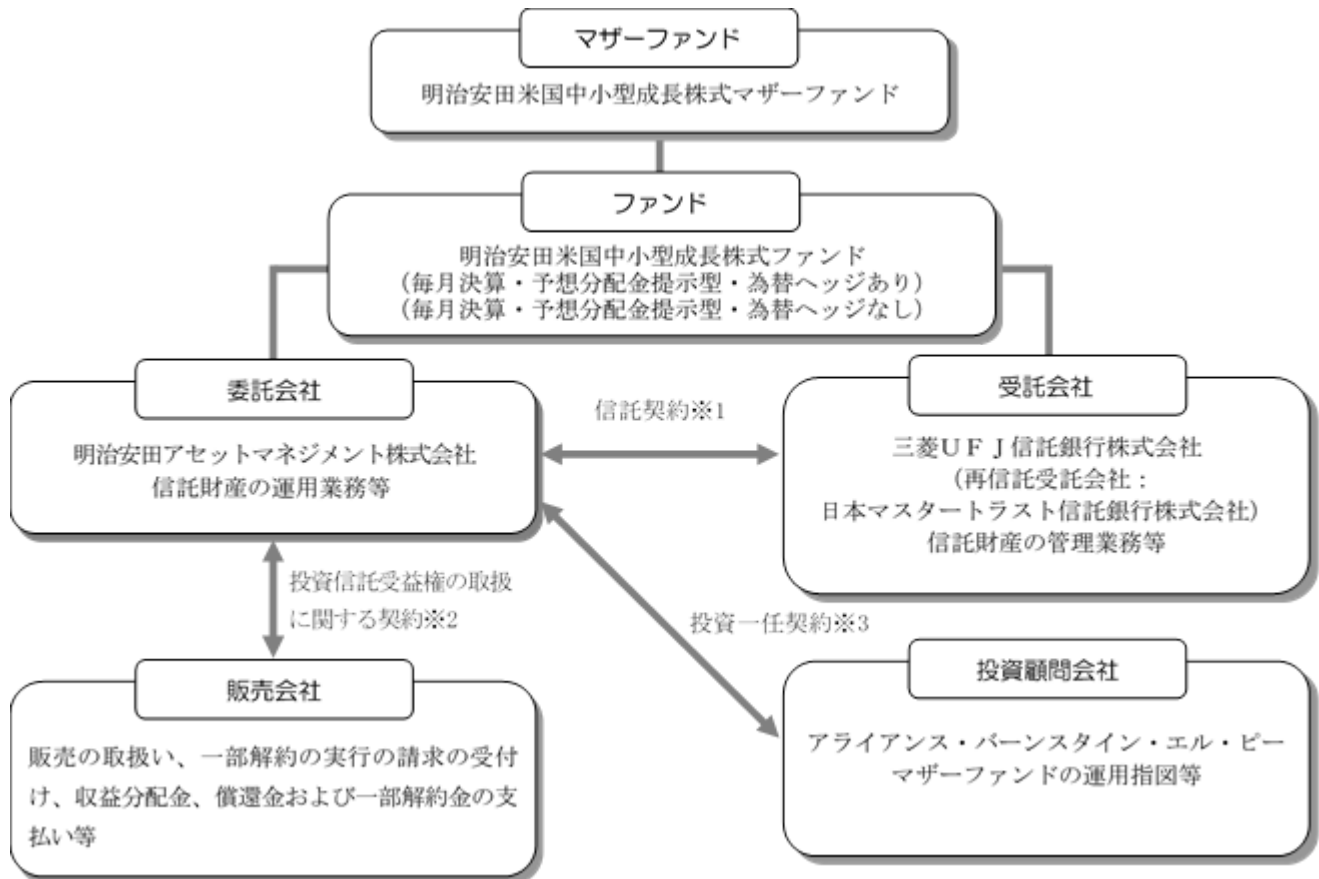 マザーファンド
明治安田米国中小型成長株式マザーファンド
ファンド
明治安田米国中小型成長株式ファンド
（毎月決算・予想分配金提示型・為替ヘッジあり）
（毎月決算・予想分配金提示型・為替ヘッジなし）
委託会社
明治安田アセットマネジメント株式会社
信託財産の運用業務等
信託契約※1
受託会社
三菱ＵＦＪ信託銀行株式会社
（再信託受託会社：
日本マスタートラスト信託銀行株式会社）
信託財産の管理業務等
投資信託受益権の取扱
に関する契約※2
投資一任契約※3
販売会社
販売の取扱い、一部解約の実行の請求の受付
け、収益分配金、償還金および一部解約金の支
払い等
投資顧問会社
アライアンス・バーンスタイン・エル・ピー
マザーファンドの運用指図等